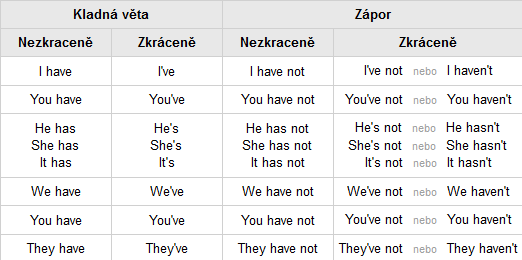 Kladná věta Zápor
Nezkraceně Zkráceně Nezkraceně Zkráceně
I have I've I have not I've not nebo I haven't
You have You've You have not You've not nebo You haven't
He has He's He has not He's not nebo He hasn't
She has She's She has not She's not nebo She hasn't
It has It's It has not It's not nebo It hasn't
We have We've We have not We've not nebo We haven't
You have You've You have not You've not nebo You haven't
They have They've They have not They've not nebo They haven't